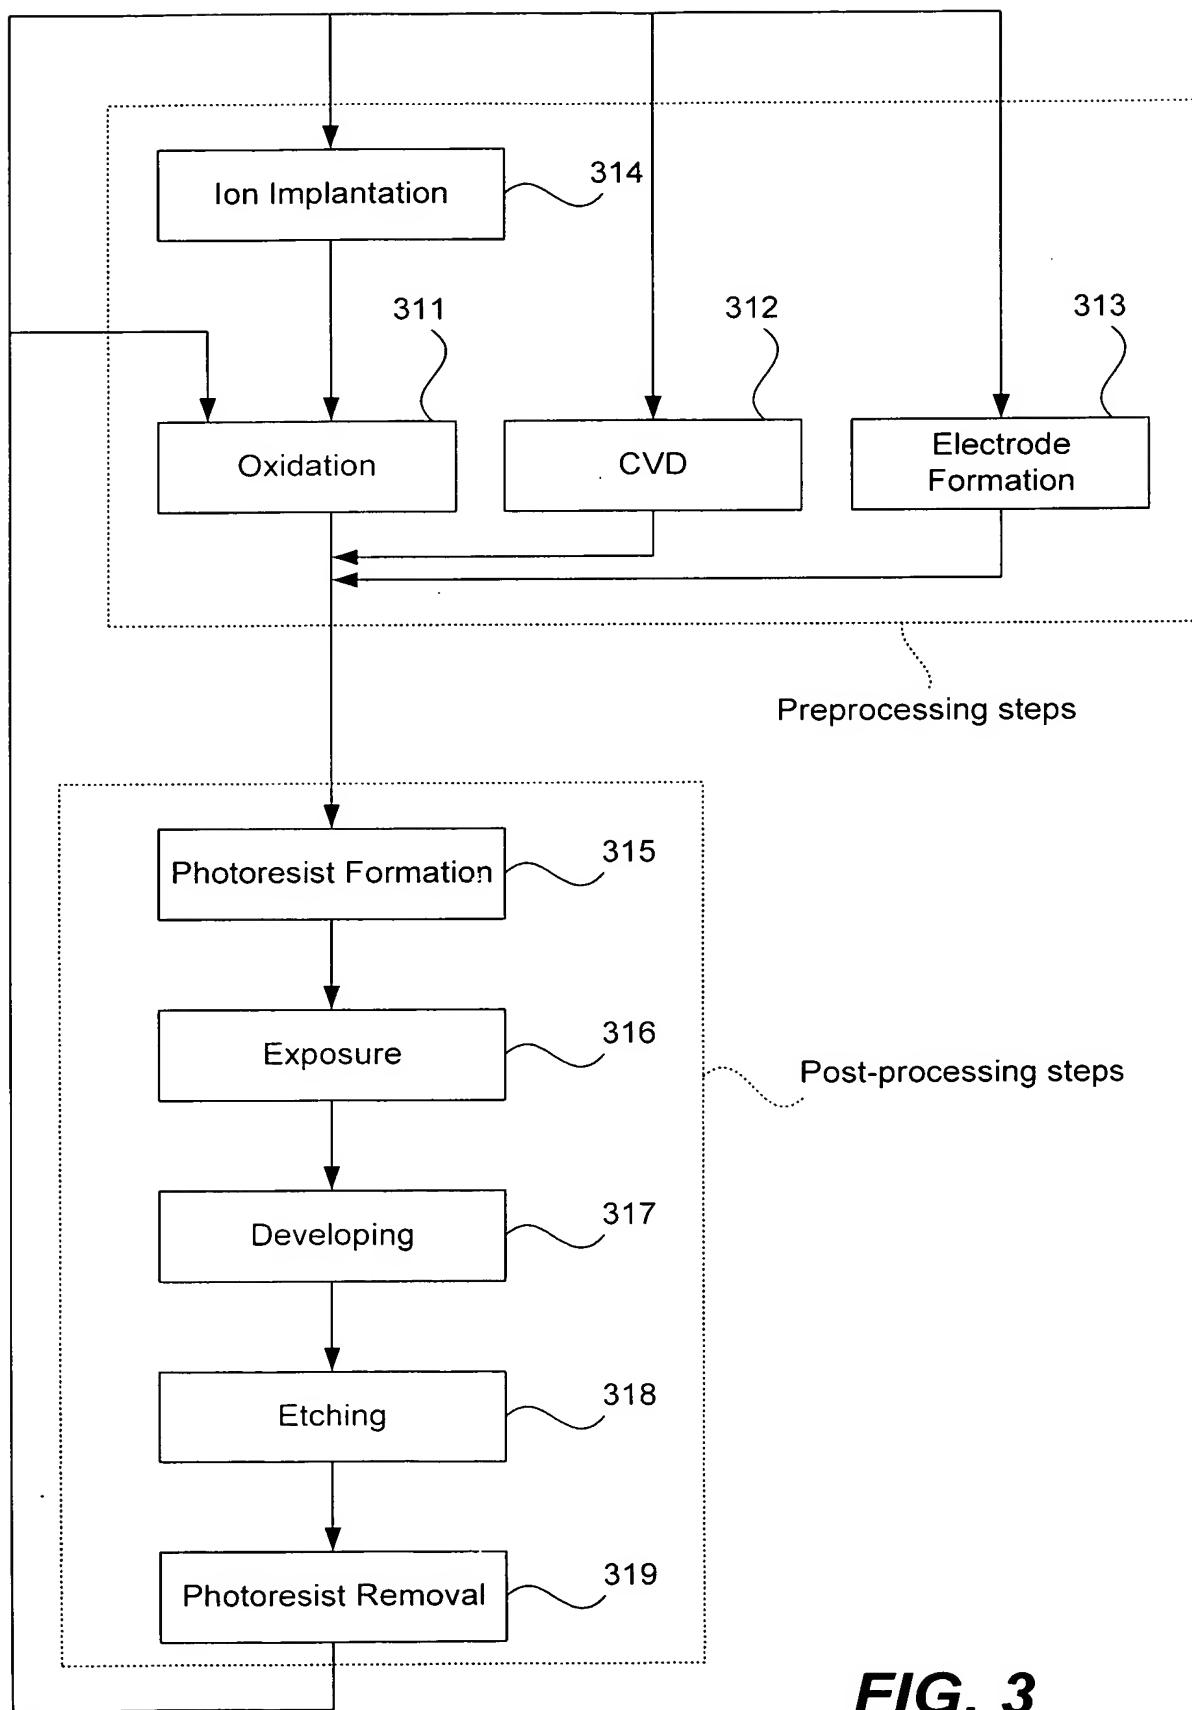 Ion Implantation
314
311
312
313
Oxidation
CVD
Electrode
Formation
Preprocessing steps
Photoresist Formation
315
Exposure
316
Post-processing steps
Developing
317
Etching
318
Photoresist Removal
319
FIG. 3